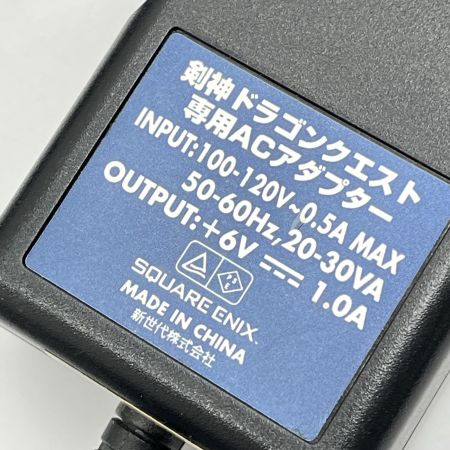 剣神ドラゴンクエスト
専用ACアダプター
INPUT:100-120V~0.5A MAX
50-60Hz,20-30VA
OUTPUT:+6V 1.0A
SQUARE ENIX.
MADE IN CHINA
新世代株式会社